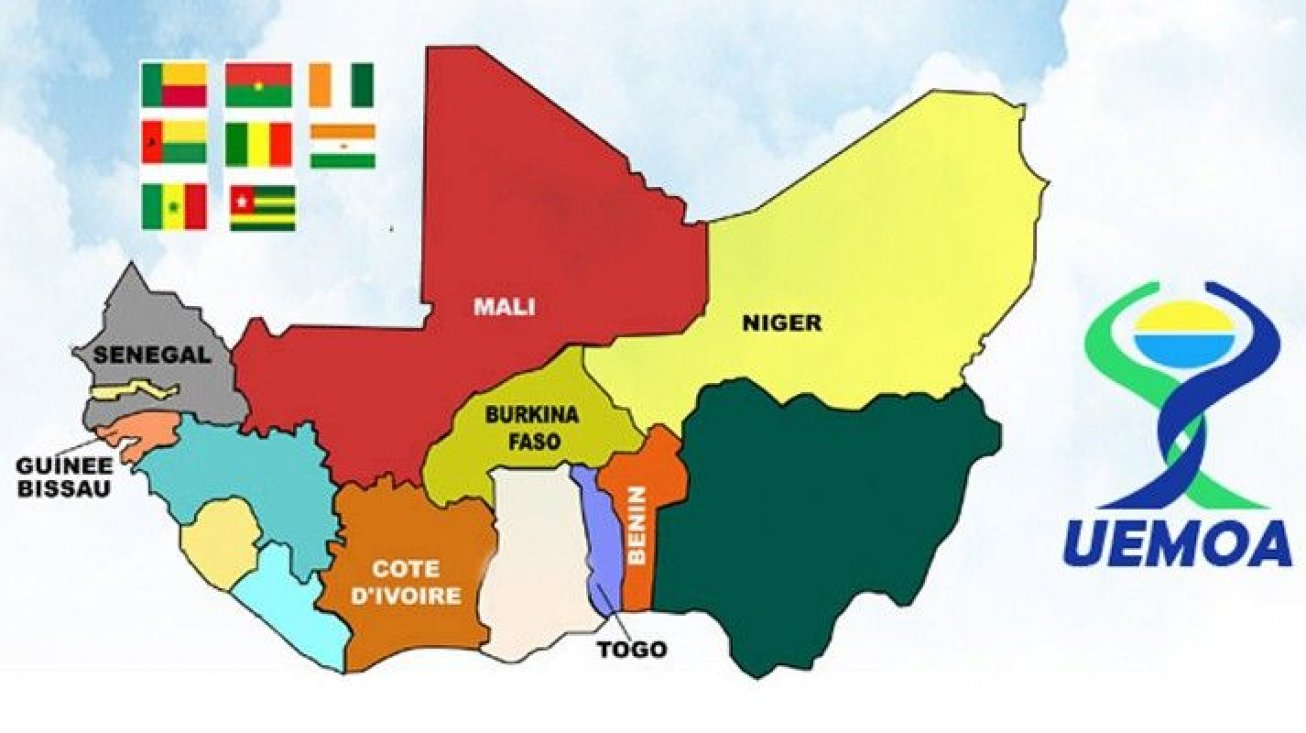 MALI
NIGER
SENEGAL
BURKINA
FASO
GUINEE
BISSAU
BENIN
COTE
D'IVOIRE
TOGO
UEMOA